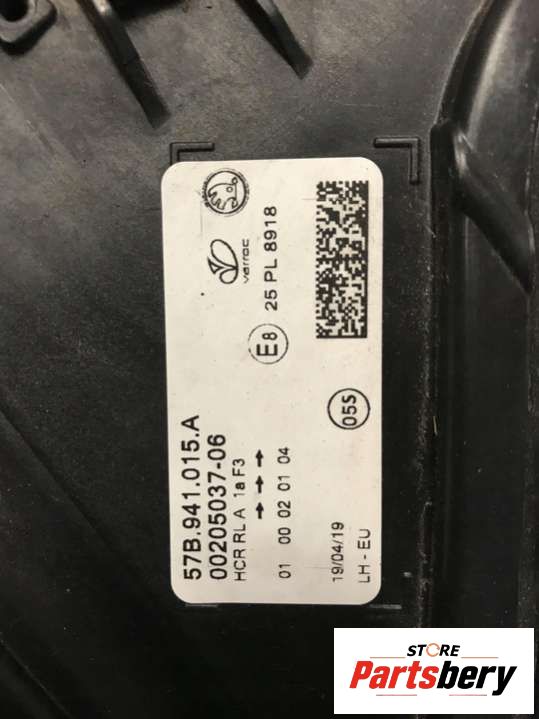 57B.941.015.A
00205037-06
HCR RL A 1a F3
→ → →
01 00 02 01 04
19/04/19
LH - EU
varroc
E8 25 PL 8918
05S
STORE
Partsbery